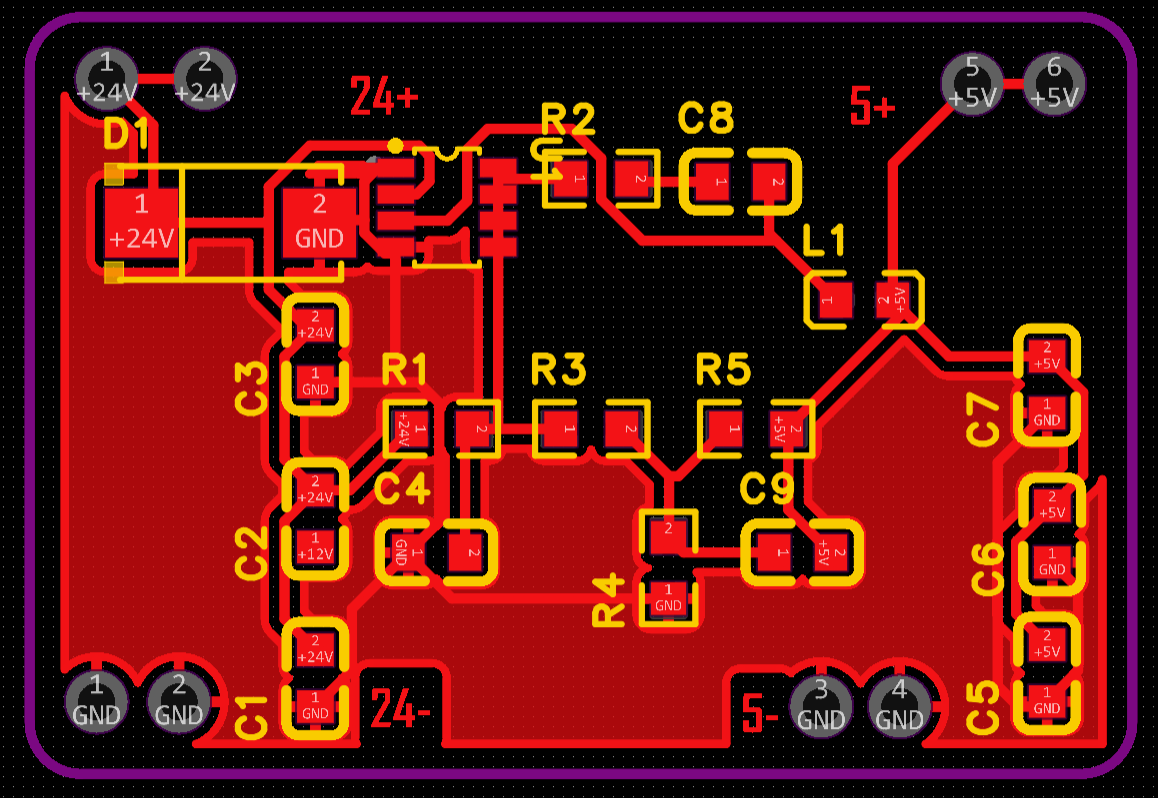 1
+24V
2
+24V
24+
5+
5
+5V
6
+5V
D1
R2
C8
1
+24V
2
GND
1
2
1
2
L1
1
2
+5V
2
+24V
1
GND
C3
R1
R3
R5
+24V
1
2
1
2
1
+5V
2
2
+5V
1
GND
C7
2
+24V
1
+12V
C2
C4
C9
GND
1
2
2
1
GND
R4
1
+5V
2
2
+5V
1
GND
C6
2
+24V
1
GND
C1
2
+5V
1
GND
C5
1
GND
2
GND
24-
5-
3
GND
4
GND